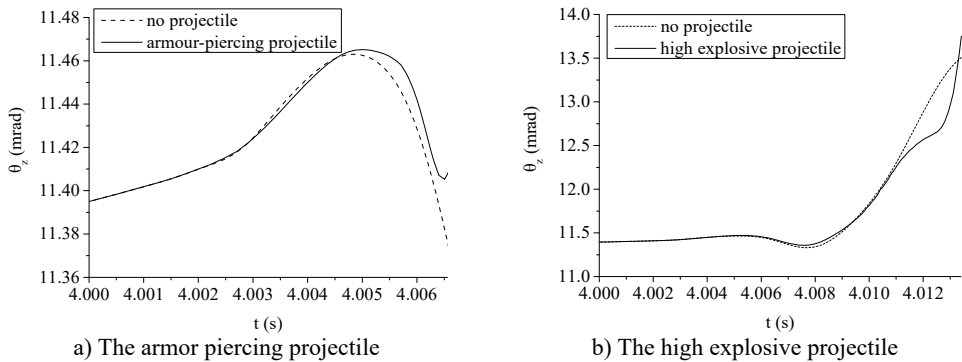 11.48
11.46
11.44
11.42
11.40
11.38
11.36
θz (mrad)
no projectile
armour-piercing projectile
4.000 4.001 4.002 4.003 4.004 4.005 4.006
t (s)
a) The armor piercing projectile
14.0
13.5
13.0
12.5
12.0
11.5
11.0
θz (mrad)
no projectile
high explosive projectile
4.000 4.002 4.004 4.006 4.008 4.010 4.012
t (s)
b) The high explosive projectile